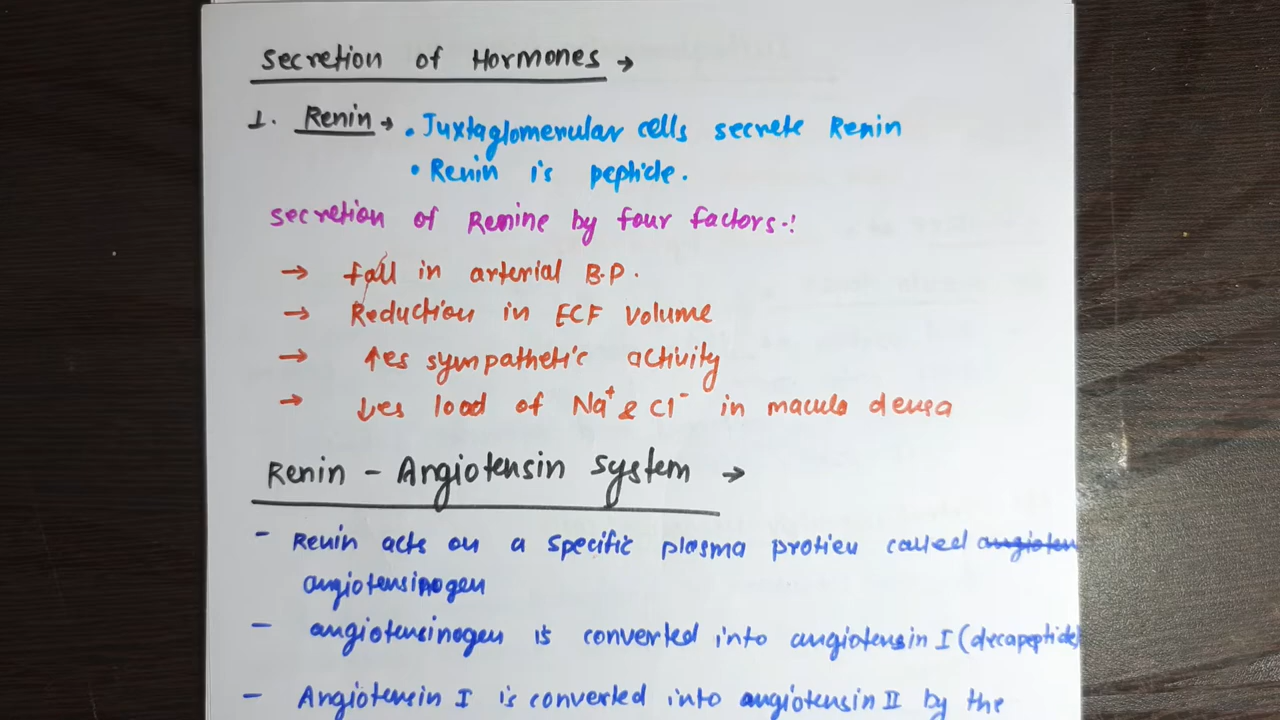 Secretion of Hormones →
1. Renin → • Juxtaglomerular cells secrete Renin
• Renin is peptide.
Secretion of Renine by four factors :
→ fall in arterial B.P.
→ Reduction in ECF volume
→ ↑es sympathetic activity
→ ↓es load of Na⁺ & Cl⁻ in macula densa
Renin - Angiotensin system →
- Renin acts on a specific plasma protien called angioten
angiotensinogen
- angiotensinogen is converted into angiotensin I (decapeptide)
- Angiotensin I is converted into angiotensin II by the